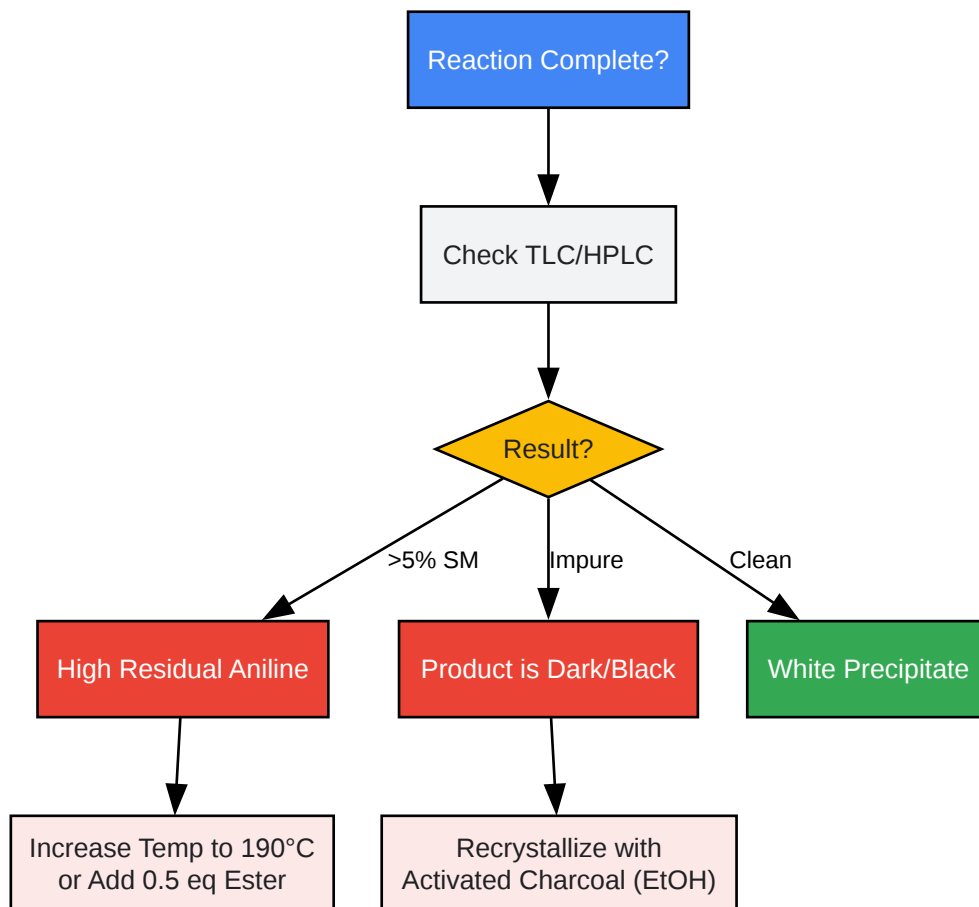 Reaction Complete?
Check TLC/HPLC
Result?
>5% SM
Impure
Clean
High Residual Aniline
Product is Dark/Black
White Precipitate
Increase Temp to 190°C
or Add 0.5 eq Ester
Recrystallize with
Activated Charcoal (EtOH)